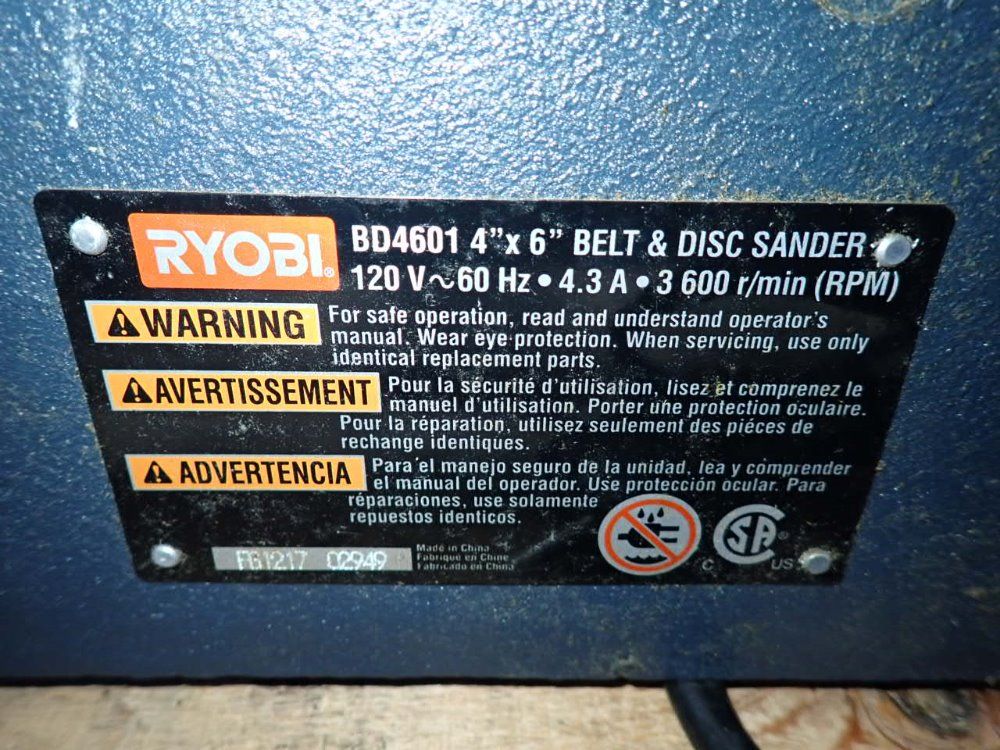 RYOBI®
BD4601 4”x 6” BELT & DISC SANDER
120 V~60 Hz • 4.3 A • 3 600 r/min (RPM)
WARNING
For safe operation, read and understand operator’s
manual. Wear eye protection. When servicing, use only
identical replacement parts.
AVERTISSEMENT
Pour la sécurité d’utilisation, lisez et comprenez le
manuel d’utilisation. Porter une protection oculaire.
Pour la réparation, utilisez seulement des piéces de
rechange identiques.
ADVERTENCIA
Para el manejo seguro de la unidad, lea y comprender
el manual del operador. Use protección ocular. Para
réparaciones, use solamente
repuestos identicos.
SA®
C US
FG1217 02949
Made in China
Fabriqué en Chine
Fabricado en China